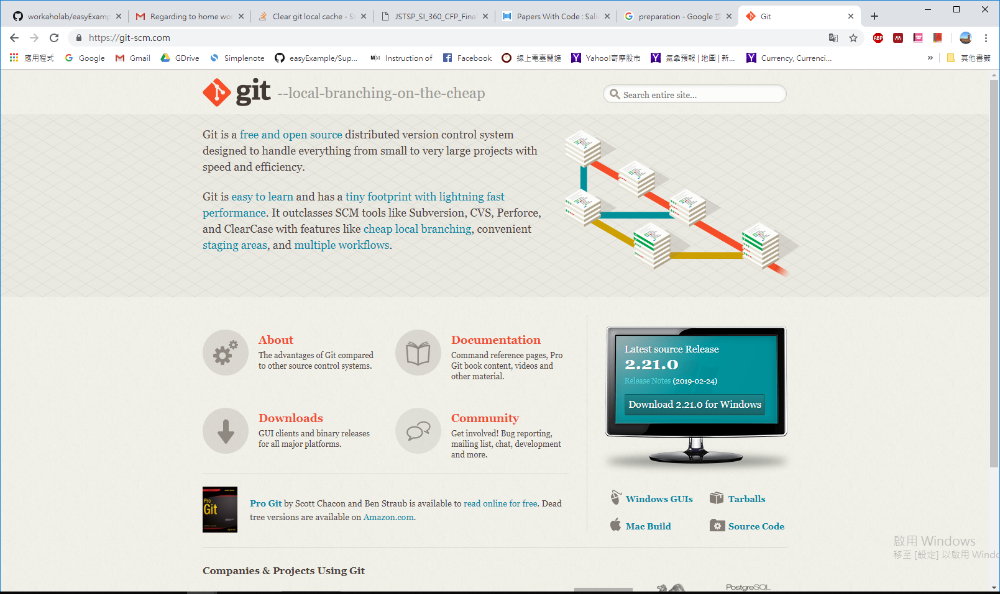 workaholab/easyExamp
Regarding to home wo
Clear git local cache - S
JSTSP_SI_360_CFP_Fina
Papers With Code : Sali
preparation - Google
Git
https://git-scm.com
應用程式
Google
Gmail
GDrive
Simplenote
easyExample/Sup...
Instruction of
Facebook
線上電臺鬧鐘
Yahoo!奇摩股市
氣象預報 | 地圖 | 新...
Currency, Currenci...
»
其他書籤
git --local-branching-on-the-cheap
Search entire site...
Git is a free and open source distributed version control system
designed to handle everything from small to very large projects with
speed and efficiency.
Git is easy to learn and has a tiny footprint with lightning fast
performance. It outclasses SCM tools like Subversion, CVS, Perforce,
and ClearCase with features like cheap local branching, convenient
staging areas, and multiple workflows.
About
The advantages of Git compared
to other source control systems.
Documentation
Command reference pages, Pro
Git book content, videos and
other material.
Downloads
GUI clients and binary releases
for all major platforms.
Community
Get involved! Bug reporting,
mailing list, chat, development
and more.
Latest source Release
2.21.0
Release Notes (2019-02-24)
Download 2.21.0 for Windows
Pro
Git
Pro Git by Scott Chacon and Ben Straub is available to read online for free. Dead
tree versions are available on Amazon.com.
Windows GUIs
Tarballs
Mac Build
Source Code
Companies & Projects Using Git
PostgreSQL
啟用 Windows
移至 [設定] 以啟用 Windo